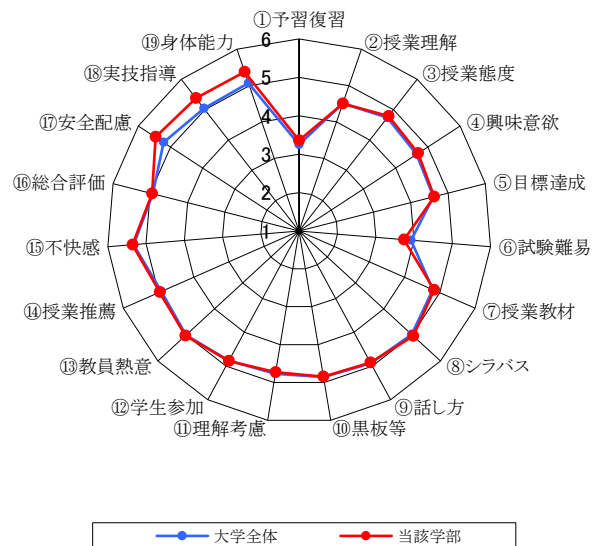 ①予習復習
②授業理解
③授業態度
④興味意欲
⑤目標達成
⑥試験難易
⑦授業教材
⑧シラバス
⑨話し方
⑩黒板等
⑪理解考慮
⑫学生参加
⑬教員熱意
⑭授業推薦
⑮不快感
⑯総合評価
⑰安全配慮
⑱実技指導
⑲身体能力
6
5
4
3
2
1
大学全体
当該学部